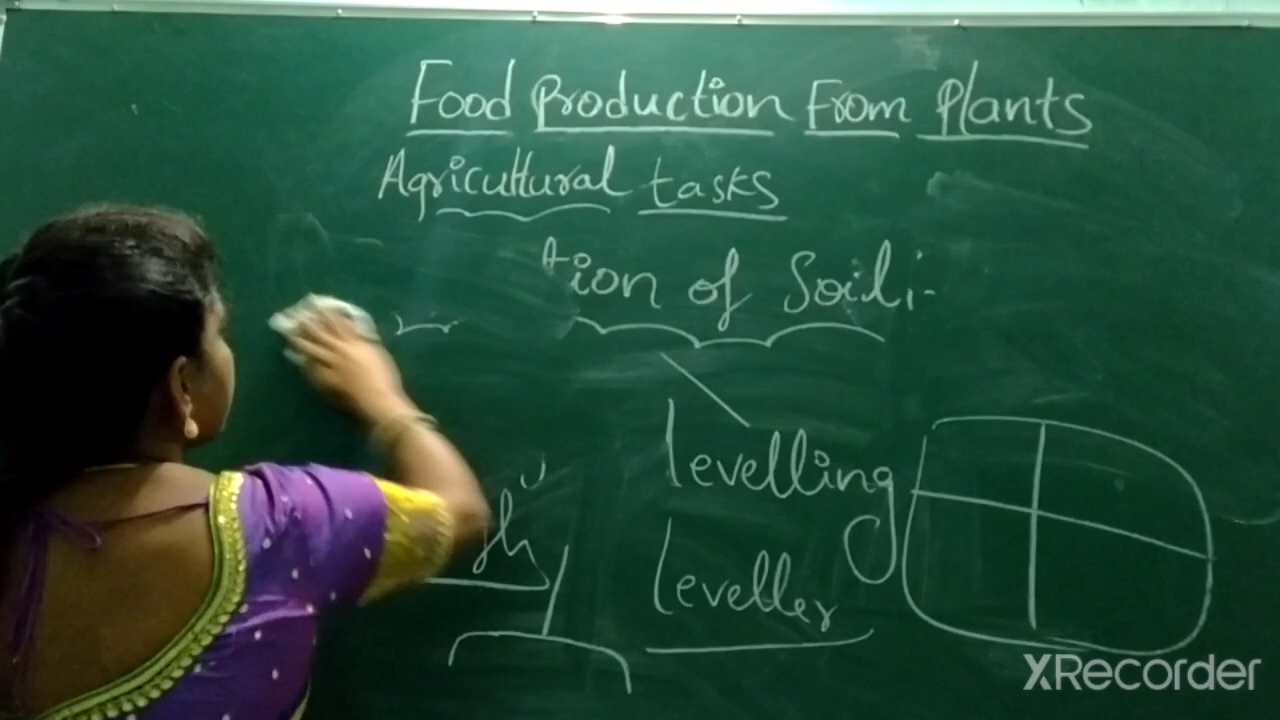 Food Production From Plants
Agricultural tasks
tion of Soil:-
levelling
leveller
XRecorder